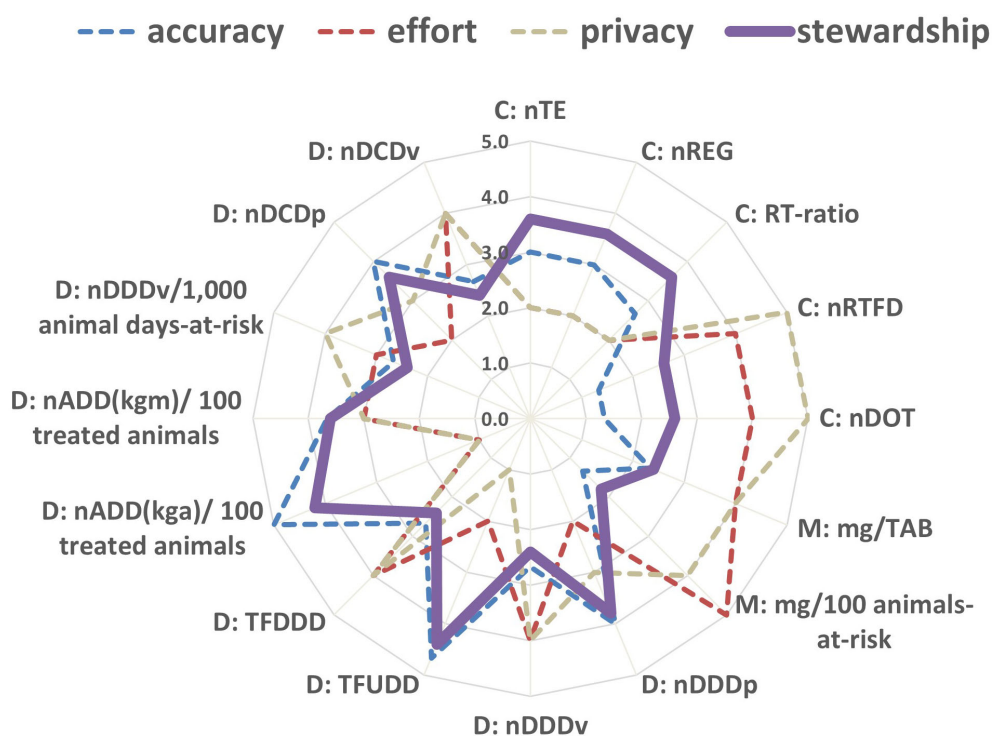 accuracy effort privacy stewardship
C: nTE
5.0
D: nDCDv
C: nREG
4.0
D: nDCDp
C: RT-ratio
3.0
D: nDDDv/1,000
animal days-at-risk
2.0
C: nRTFD
1.0
D: nADD(kgm)/ 100
treated animals
0.0
C: nDOT
D: nADD(kga)/ 100
treated animals
M: mg/TAB
D: TFDDD
M: mg/100 animals-
at-risk
D: TFUDD
D: nDDDp
D: nDDDv